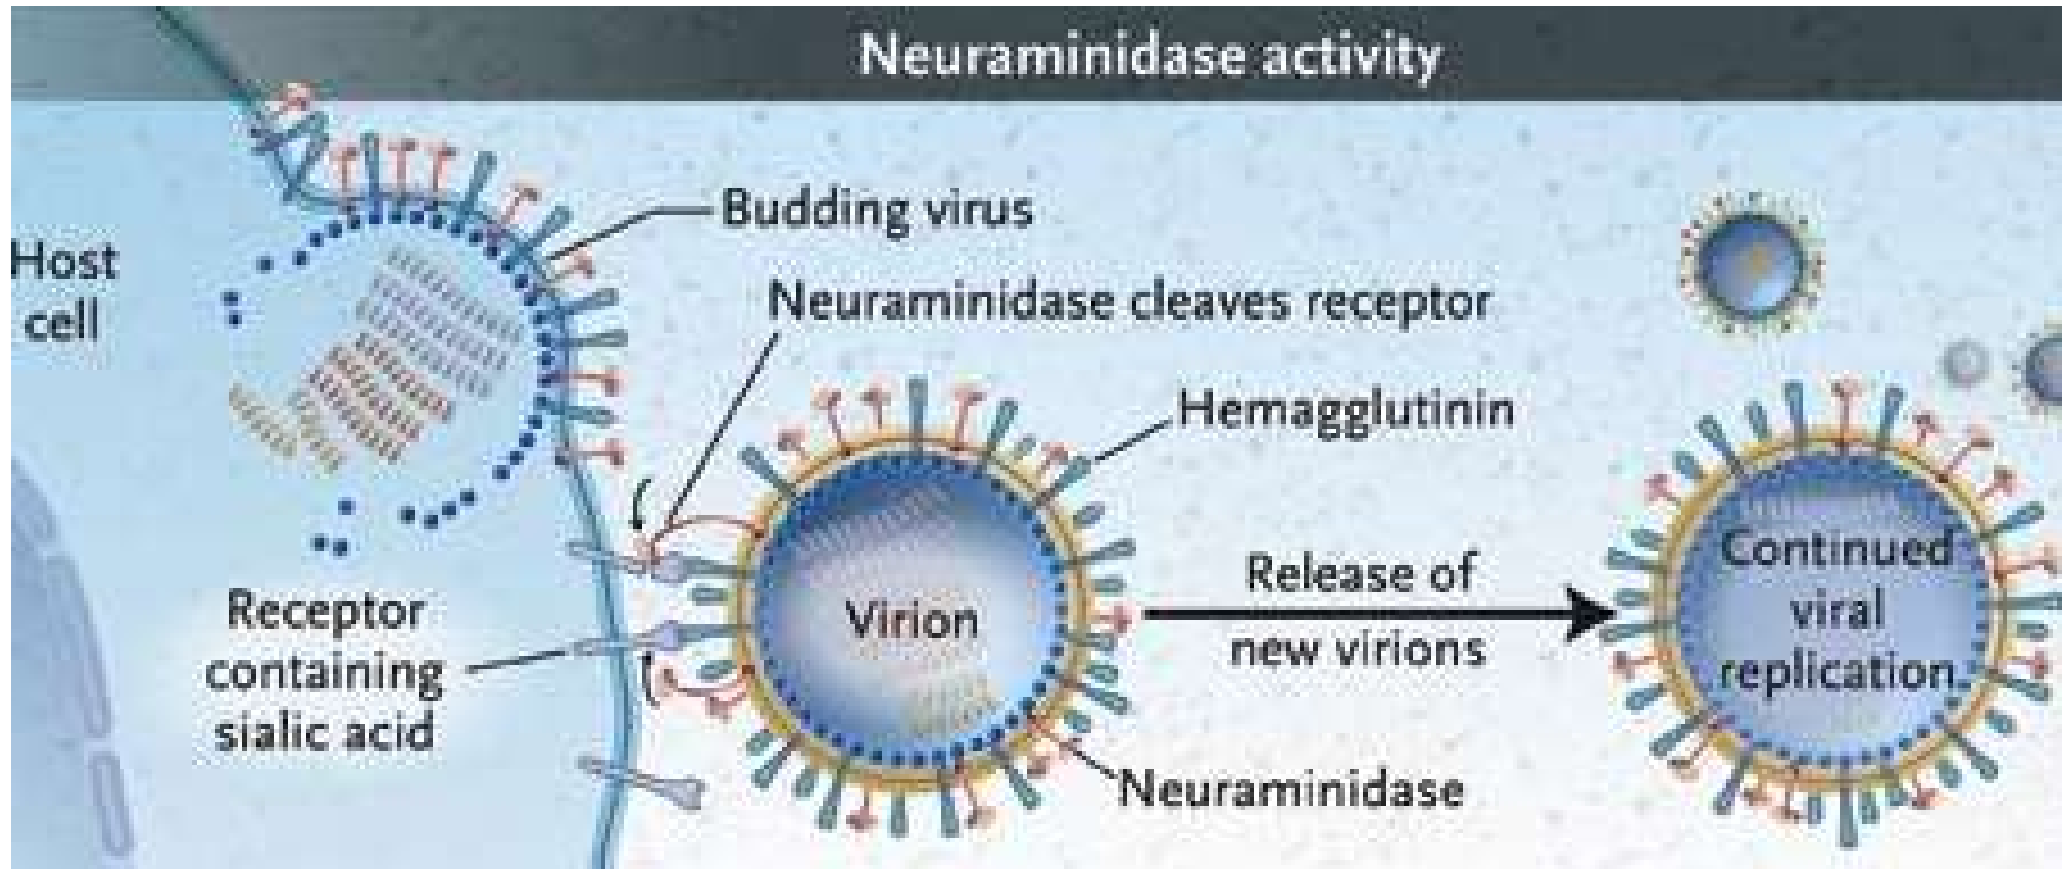 Neuraminidase activity
Budding virus
Host
cell
Neuraminidase cleaves receptor
Hemagglutinin
Receptor
containing
sialic acid
Virion
Release of
new virions
Continued
viral
replication
Neuraminidase